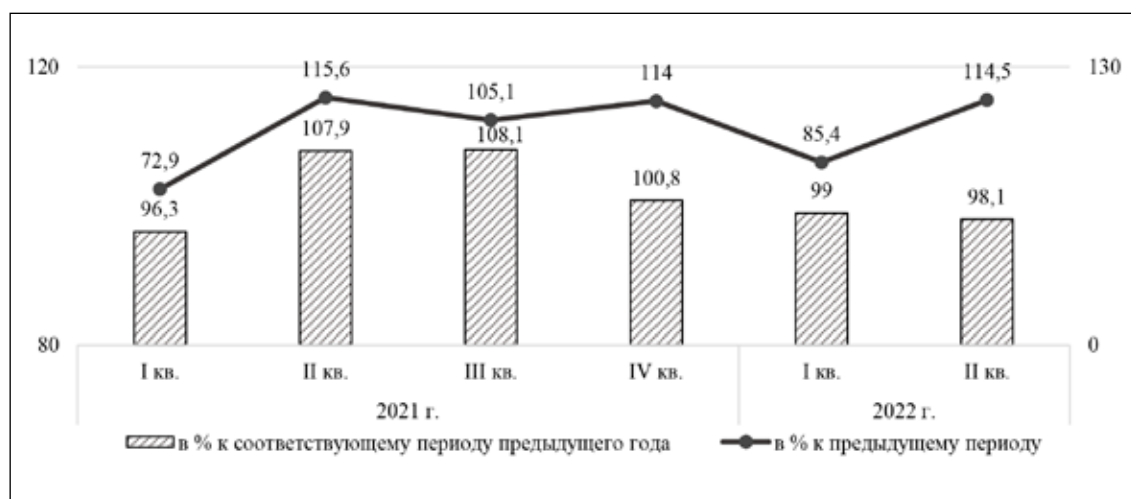 120 115,6 114 114,5 130
105,1
107,9 108,1 85,4
72,9 100,8 99 98,1
96,3
80 0
I кв. II кв. III кв. IV кв. I кв. II кв.
2021 г. 2022 г.
в % к соответствующему периоду предыдущего года в % к предыдущему периоду